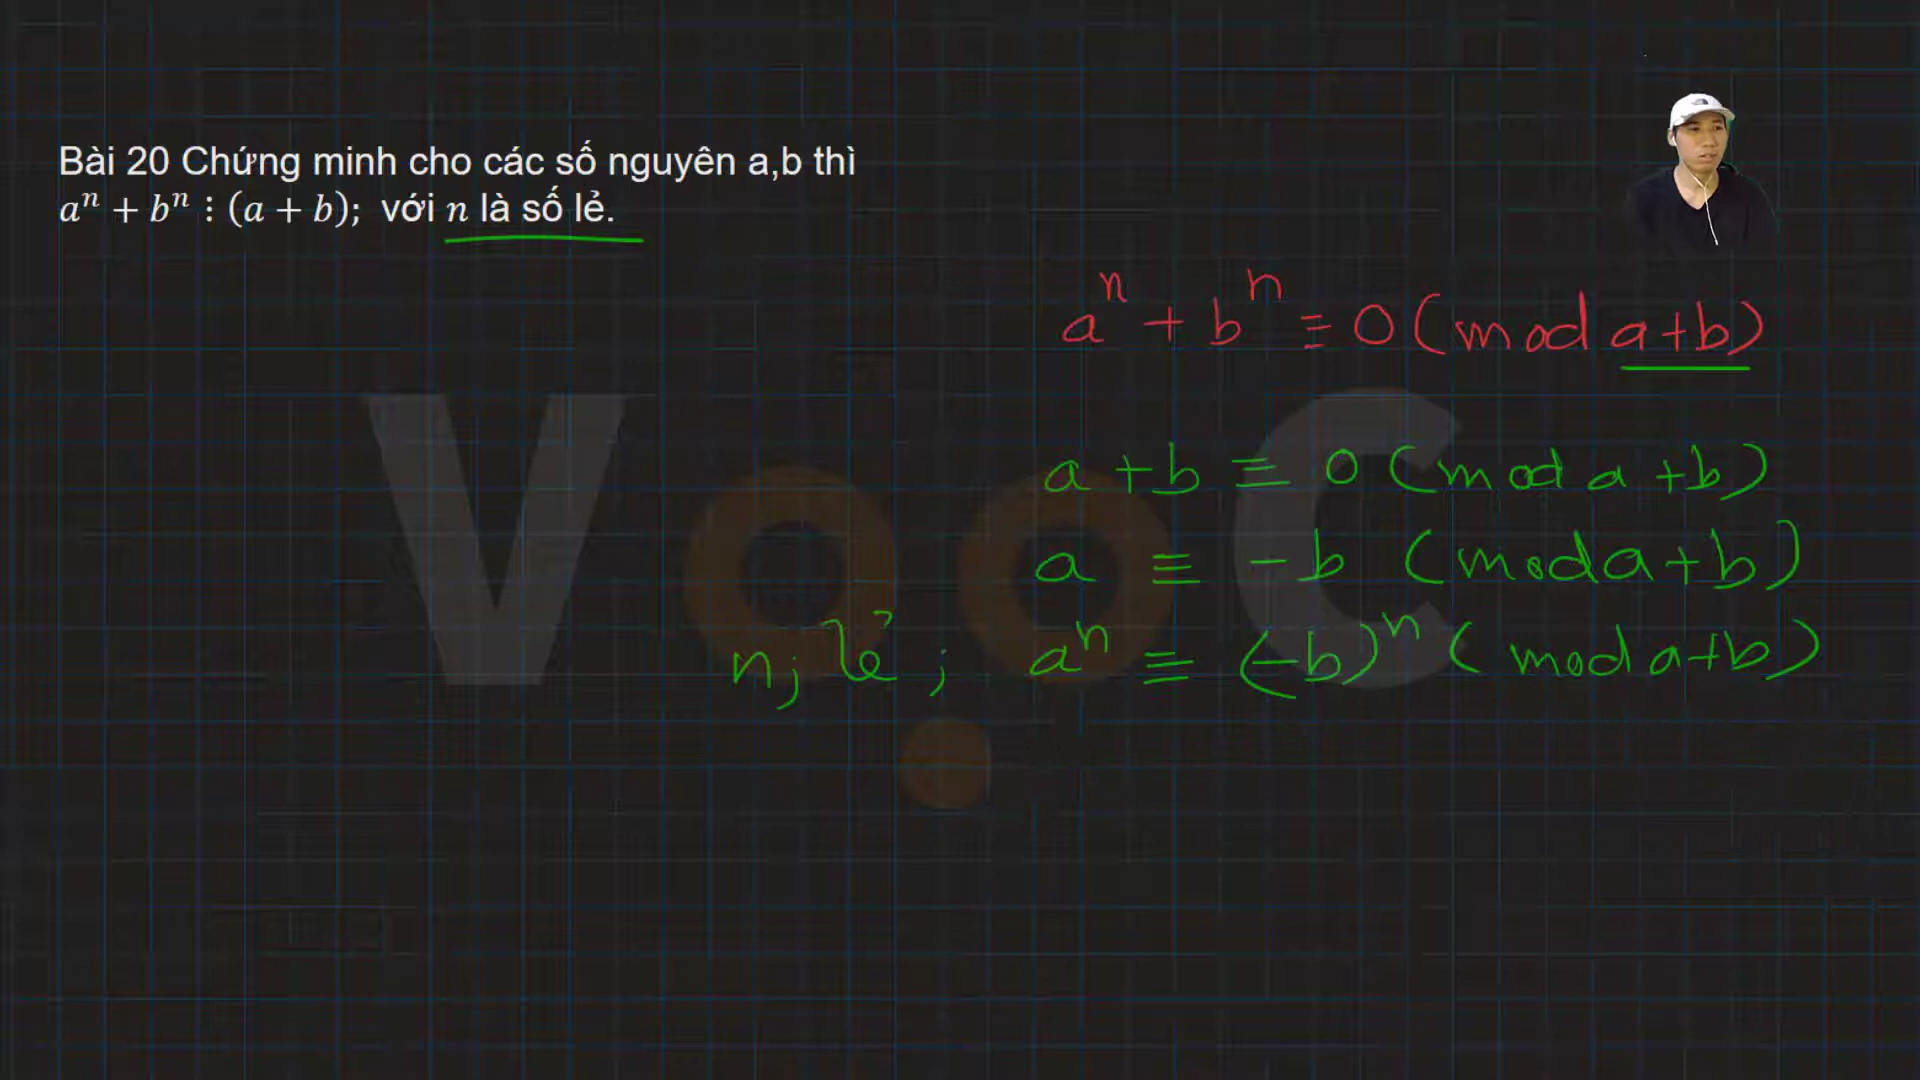 Bài 20 Chứng minh cho các số nguyên a,b thì
aⁿ + bⁿ ⋮ (a + b); với n là số lẻ.
aⁿ + bⁿ ≡ 0 (mod a+b)
a + b ≡ 0 (mod a+b)
a ≡ -b (mod a+b)
n; lẻ; aⁿ ≡ (-b)ⁿ (mod a+b)
VOOC